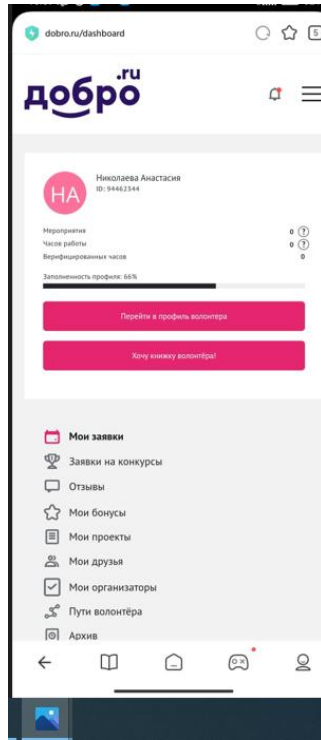 dobro.ru/dashboard
5
добро.ru
НА
Николаева Анастасия
ID: 94462344
Мероприятия 0 ?
Часов работы 0 ?
Верифицированных часов 0
Заполненность профиля: 66%
Перейти в профиль волонтера
Хочу книжку волонтёра!
Мои заявки
Заявки на конкурсы
Отзывы
Мои бонусы
Мои проекты
Мои друзья
Мои организаторы
Пути волонтёра
Архив